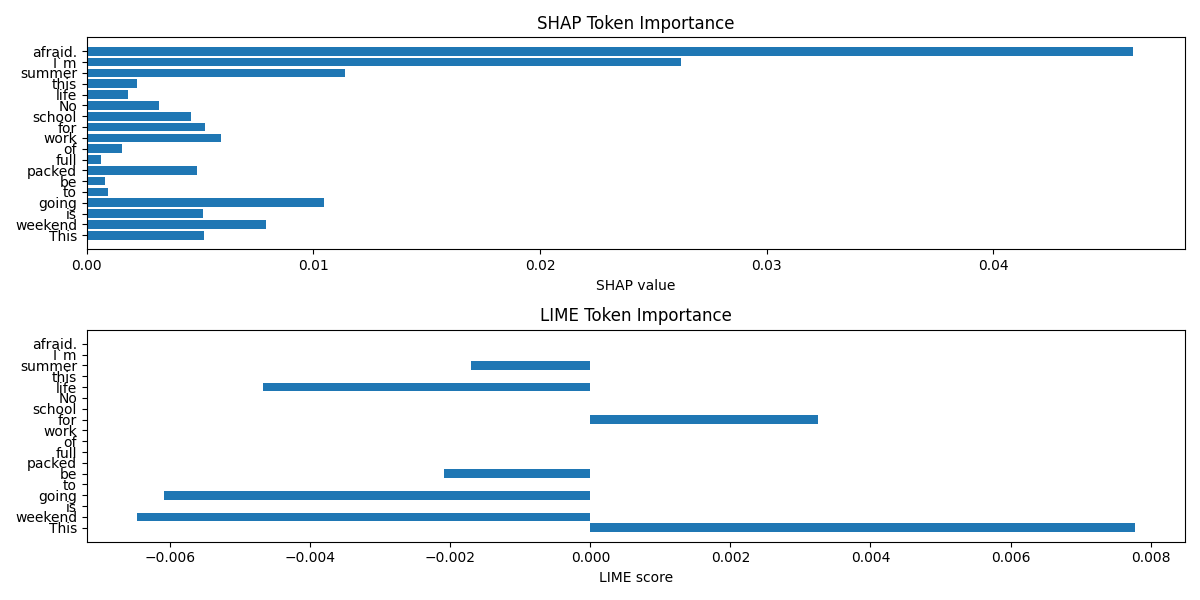 SHAP Token Importance
afraid.
I`m
summer
this
life
No
school
for
work
of
full
packed
be
to
going
is
weekend
This
0.00 0.01 0.02 0.03 0.04
SHAP value
LIME Token Importance
afraid.
I`m
summer
this
life
No
school
for
work
of
full
packed
be
to
going
is
weekend
This
−0.006 −0.004 −0.002 0.000 0.002 0.004 0.006 0.008
LIME score